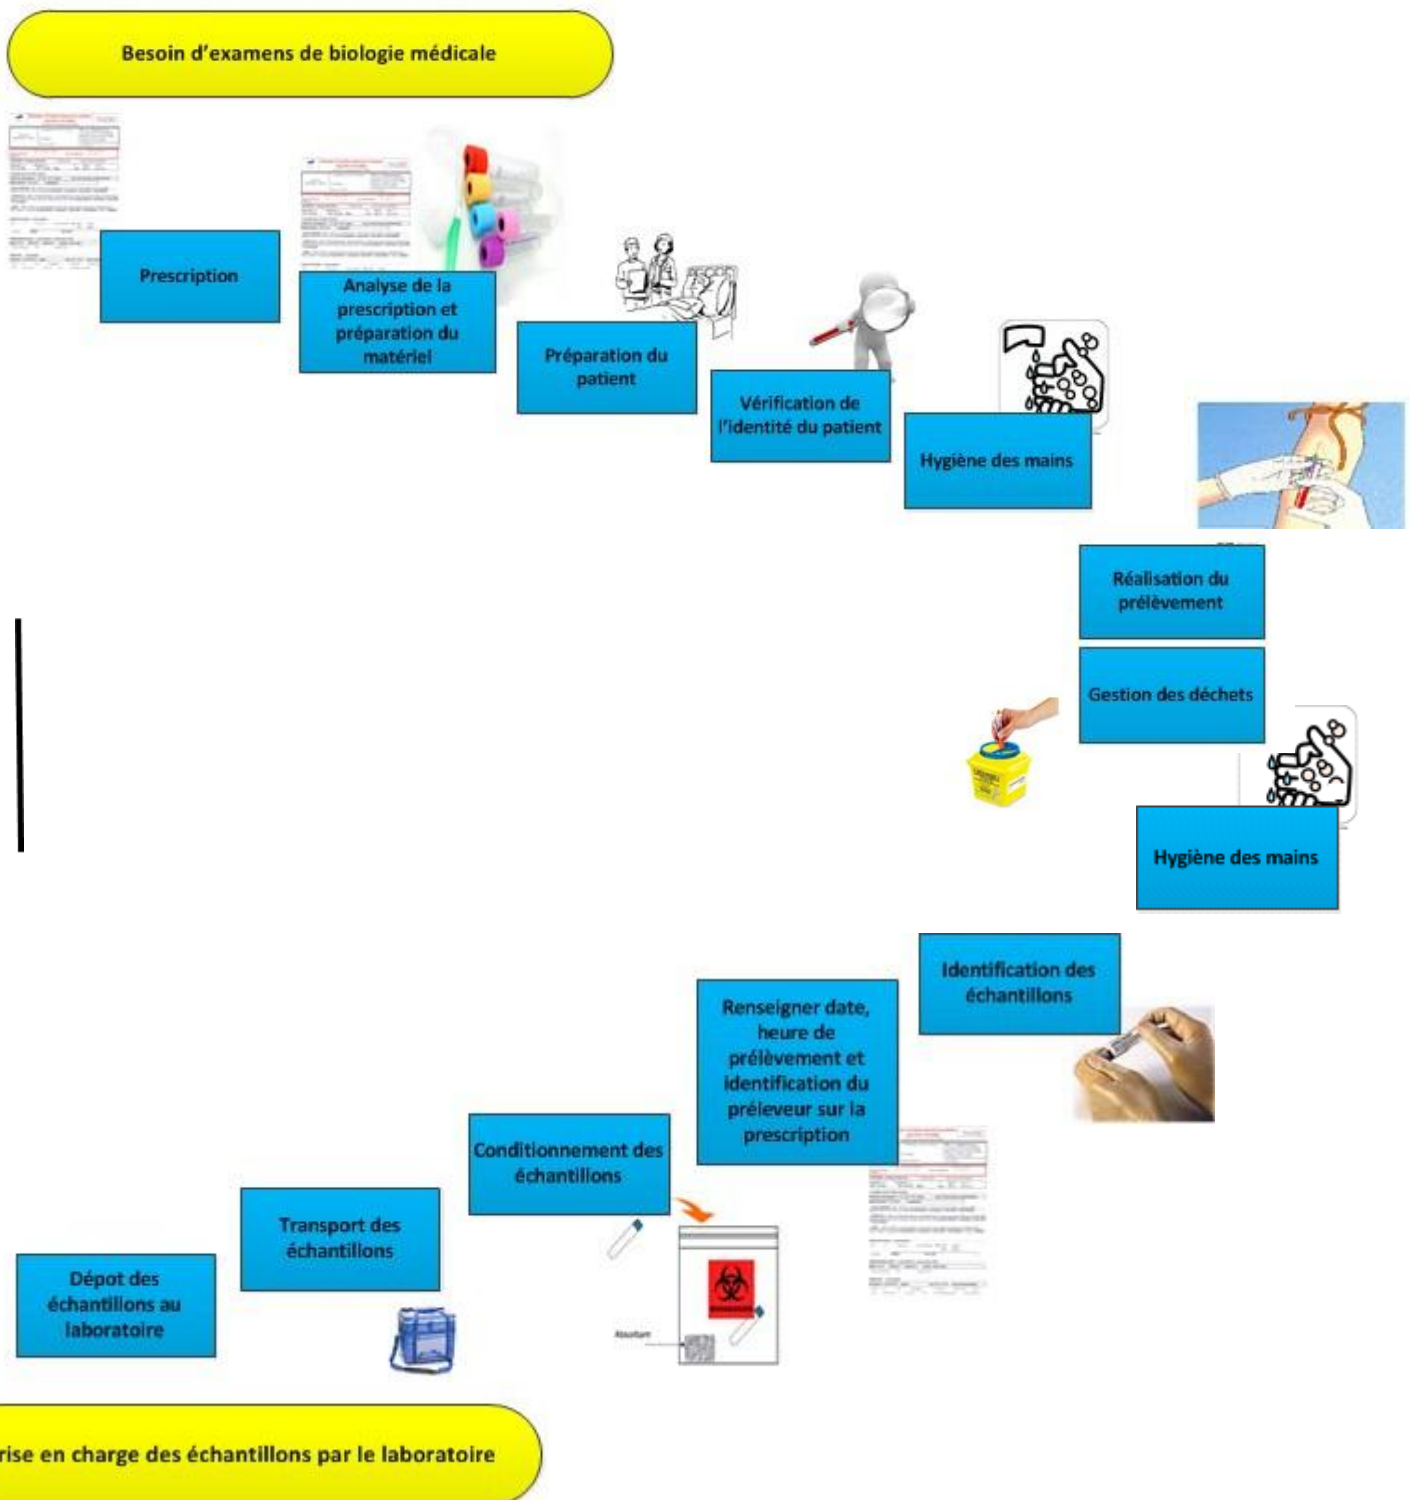 Besoin d'examens de biologie médicale
Prescription
Analyse de la
prescription et
préparation du
matériel
Préparation du
patient
Vérification de
l'identité du patient
Hygiène des mains
Réalisation du
prélèvement
Gestion des déchets
Hygiène des mains
Identification des
échantillons
Renseigner date,
heure de
prélèvement et
identification du
préleveur sur la
prescription
Conditionnement des
échantillons
Transport des
échantillons
Dépot des
échantillons au
laboratoire
rise en charge des échantillons par le laboratoire